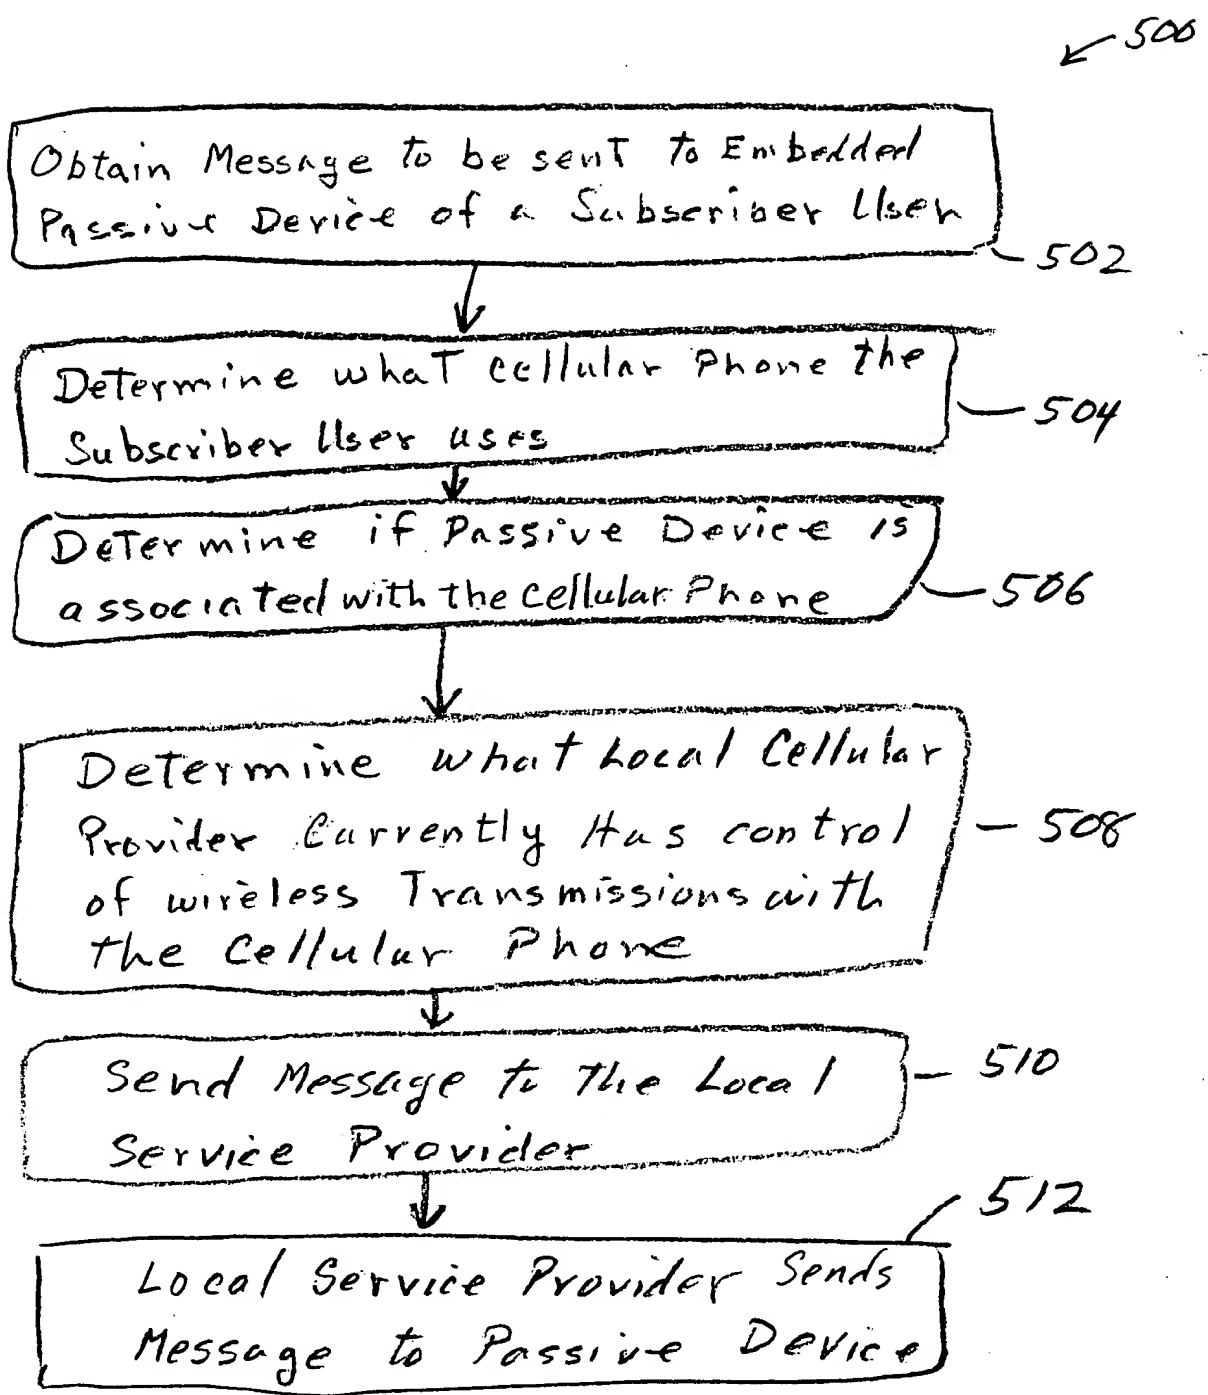 500
Obtain Message to be sent to Embedded
Passive Device of a Subscriber User
502
Determine what cellular Phone the
Subscriber User uses
504
Determine if Passive Device is
associated with the cellular Phone
506
Determine what Local Cellular
Provider Currently Has control
of wireless Transmissions with
the Cellular Phone
508
Send Message to the Local
Service Provider
510
512
Local Service Provider Sends
Message to Passive Device